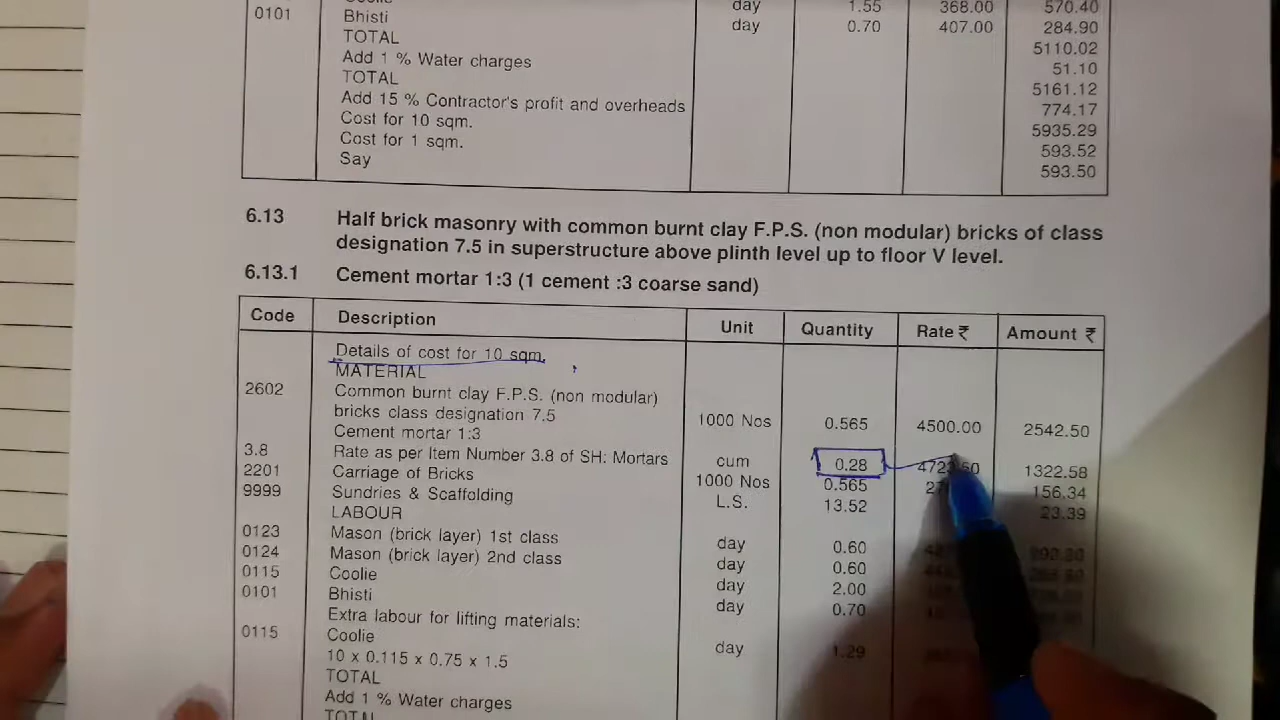 day 1.55 368.00 570.40
0101 Bhisti day 0.70 407.00 284.90
TOTAL 5110.02
Add 1 % Water charges 51.10
TOTAL 5161.12
Add 15 % Contractor's profit and overheads 774.17
Cost for 10 sqm. 5935.29
Cost for 1 sqm. 593.52
Say 593.50
6.13 Half brick masonry with common burnt clay F.P.S. (non modular) bricks of class
designation 7.5 in superstructure above plinth level up to floor V level.
6.13.1 Cement mortar 1:3 (1 cement :3 coarse sand)
Code Description Unit Quantity Rate ₹ Amount ₹
Details of cost for 10 sqm.
MATERIAL
2602 Common burnt clay F.P.S. (non modular)
bricks class designation 7.5 1000 Nos 0.565 4500.00 2542.50
Cement mortar 1:3
3.8 Rate as per Item Number 3.8 of SH: Mortars cum 0.28 1322.58
2201 Carriage of Bricks 1000 Nos 0.565 156.34
9999 Sundries & Scaffolding L.S. 13.52 23.39
LABOUR
0123 Mason (brick layer) 1st class day 0.60
0124 Mason (brick layer) 2nd class day 0.60
0115 Coolie day 2.00
0101 Bhisti day 0.70
Extra labour for lifting materials:
0115 Coolie day 1.29
10 x 0.115 x 0.75 x 1.5
TOTAL
Add 1 % Water charges
TOTAL